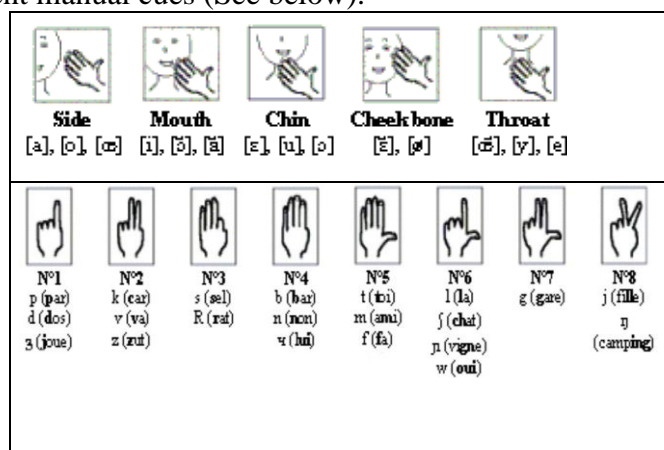 ent manual cues (See below).
Side Mouth Chin Cheek bone Throat
[a], [o], [œ] [i], [ɔ̃], [ã] [ɛ], [u], [ɔ] [ɛ̃], [ø] [œ̃], [y], [e]
N°1 N°2 N°3 N°4 N°5 N°6 N°7 N°8
p (par) k (car) s (sel) b (bar) t (toi) l (la) g (gare) j (fille)
d (dos) v (va) R (rat) n (non) m (ami) ʃ (chat) ŋ
ʒ (joue) z (zut) ɥ (lui) f (fa) ɲ (vigne) (camping)
w (oui)